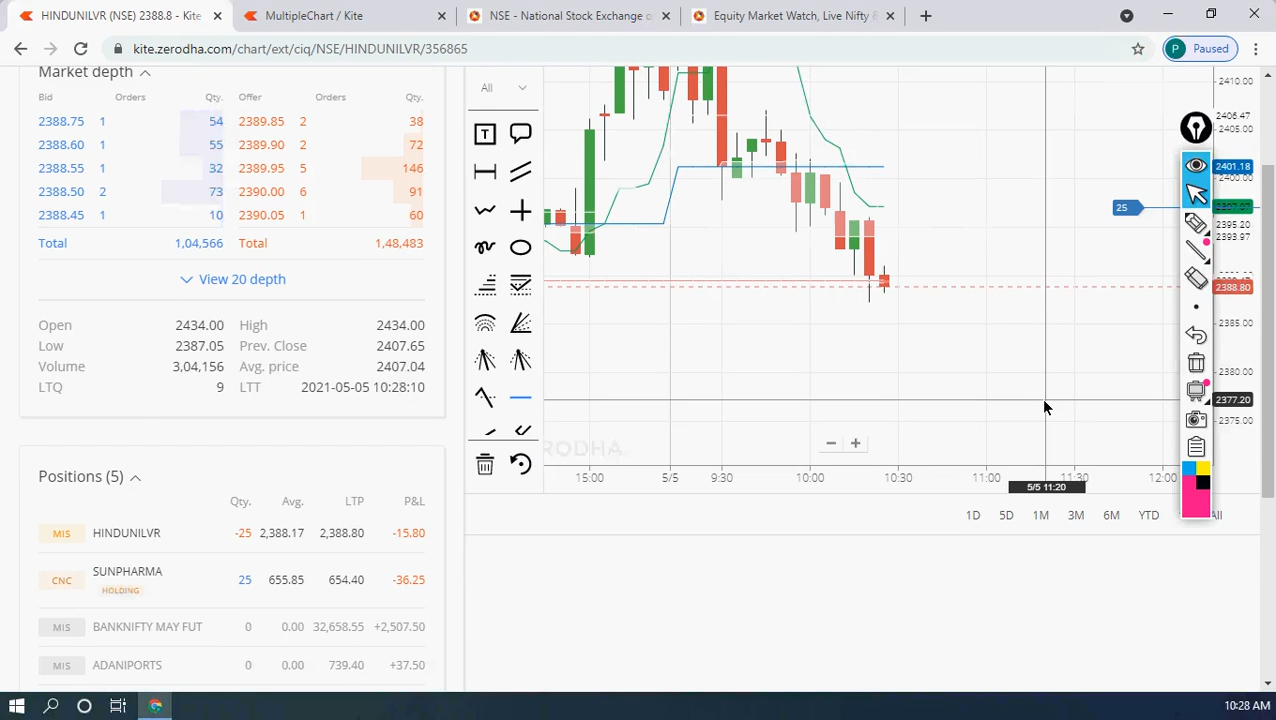 HINDUNILVR (NSE) 2388.8 - Kite
MultipleChart / Kite
NSE - National Stock Exchange o
Equity Market Watch, Live Nifty &
kite.zerodha.com/chart/ext/ciq/NSE/HINDUNILVR/356865
P Paused
Market depth
Bid Orders Qty. Offer Orders Qty.
2388.75 1 54 2389.85 2 38
2388.60 1 55 2389.90 2 72
2388.55 1 32 2389.95 5 146
2388.50 2 73 2390.00 6 91
2388.45 1 10 2390.05 1 60
Total 1,04,566 Total 1,48,483
View 20 depth
Open 2434.00 High 2434.00
Low 2387.05 Prev. Close 2407.65
Volume 3,04,156 Avg. price 2407.04
LTQ 9 LTT 2021-05-05 10:28:10
Positions (5)
Qty. Avg. LTP P&L
MIS HINDUNILVR -25 2,388.17 2,388.80 -15.80
CNC SUNPHARMA 25 655.85 654.40 -36.25
HOLDING
MIS BANKNIFTY MAY FUT 0 0.00 32,658.55 +2,507.50
MIS ADANIPORTS 0 0.00 739.40 +37.50
All
T
2410.00
2406.47
2405.00
2401.18
2400.00
25
2395.20
2393.97
2388.80
2385.00
2380.00
2377.20
2375.00
ERODHA
15:00 5/5 9:30 10:00 10:30 11:00 11:30 12:00
5/5 11:20
1D 5D 1M 3M 6M YTD All
10:28 AM